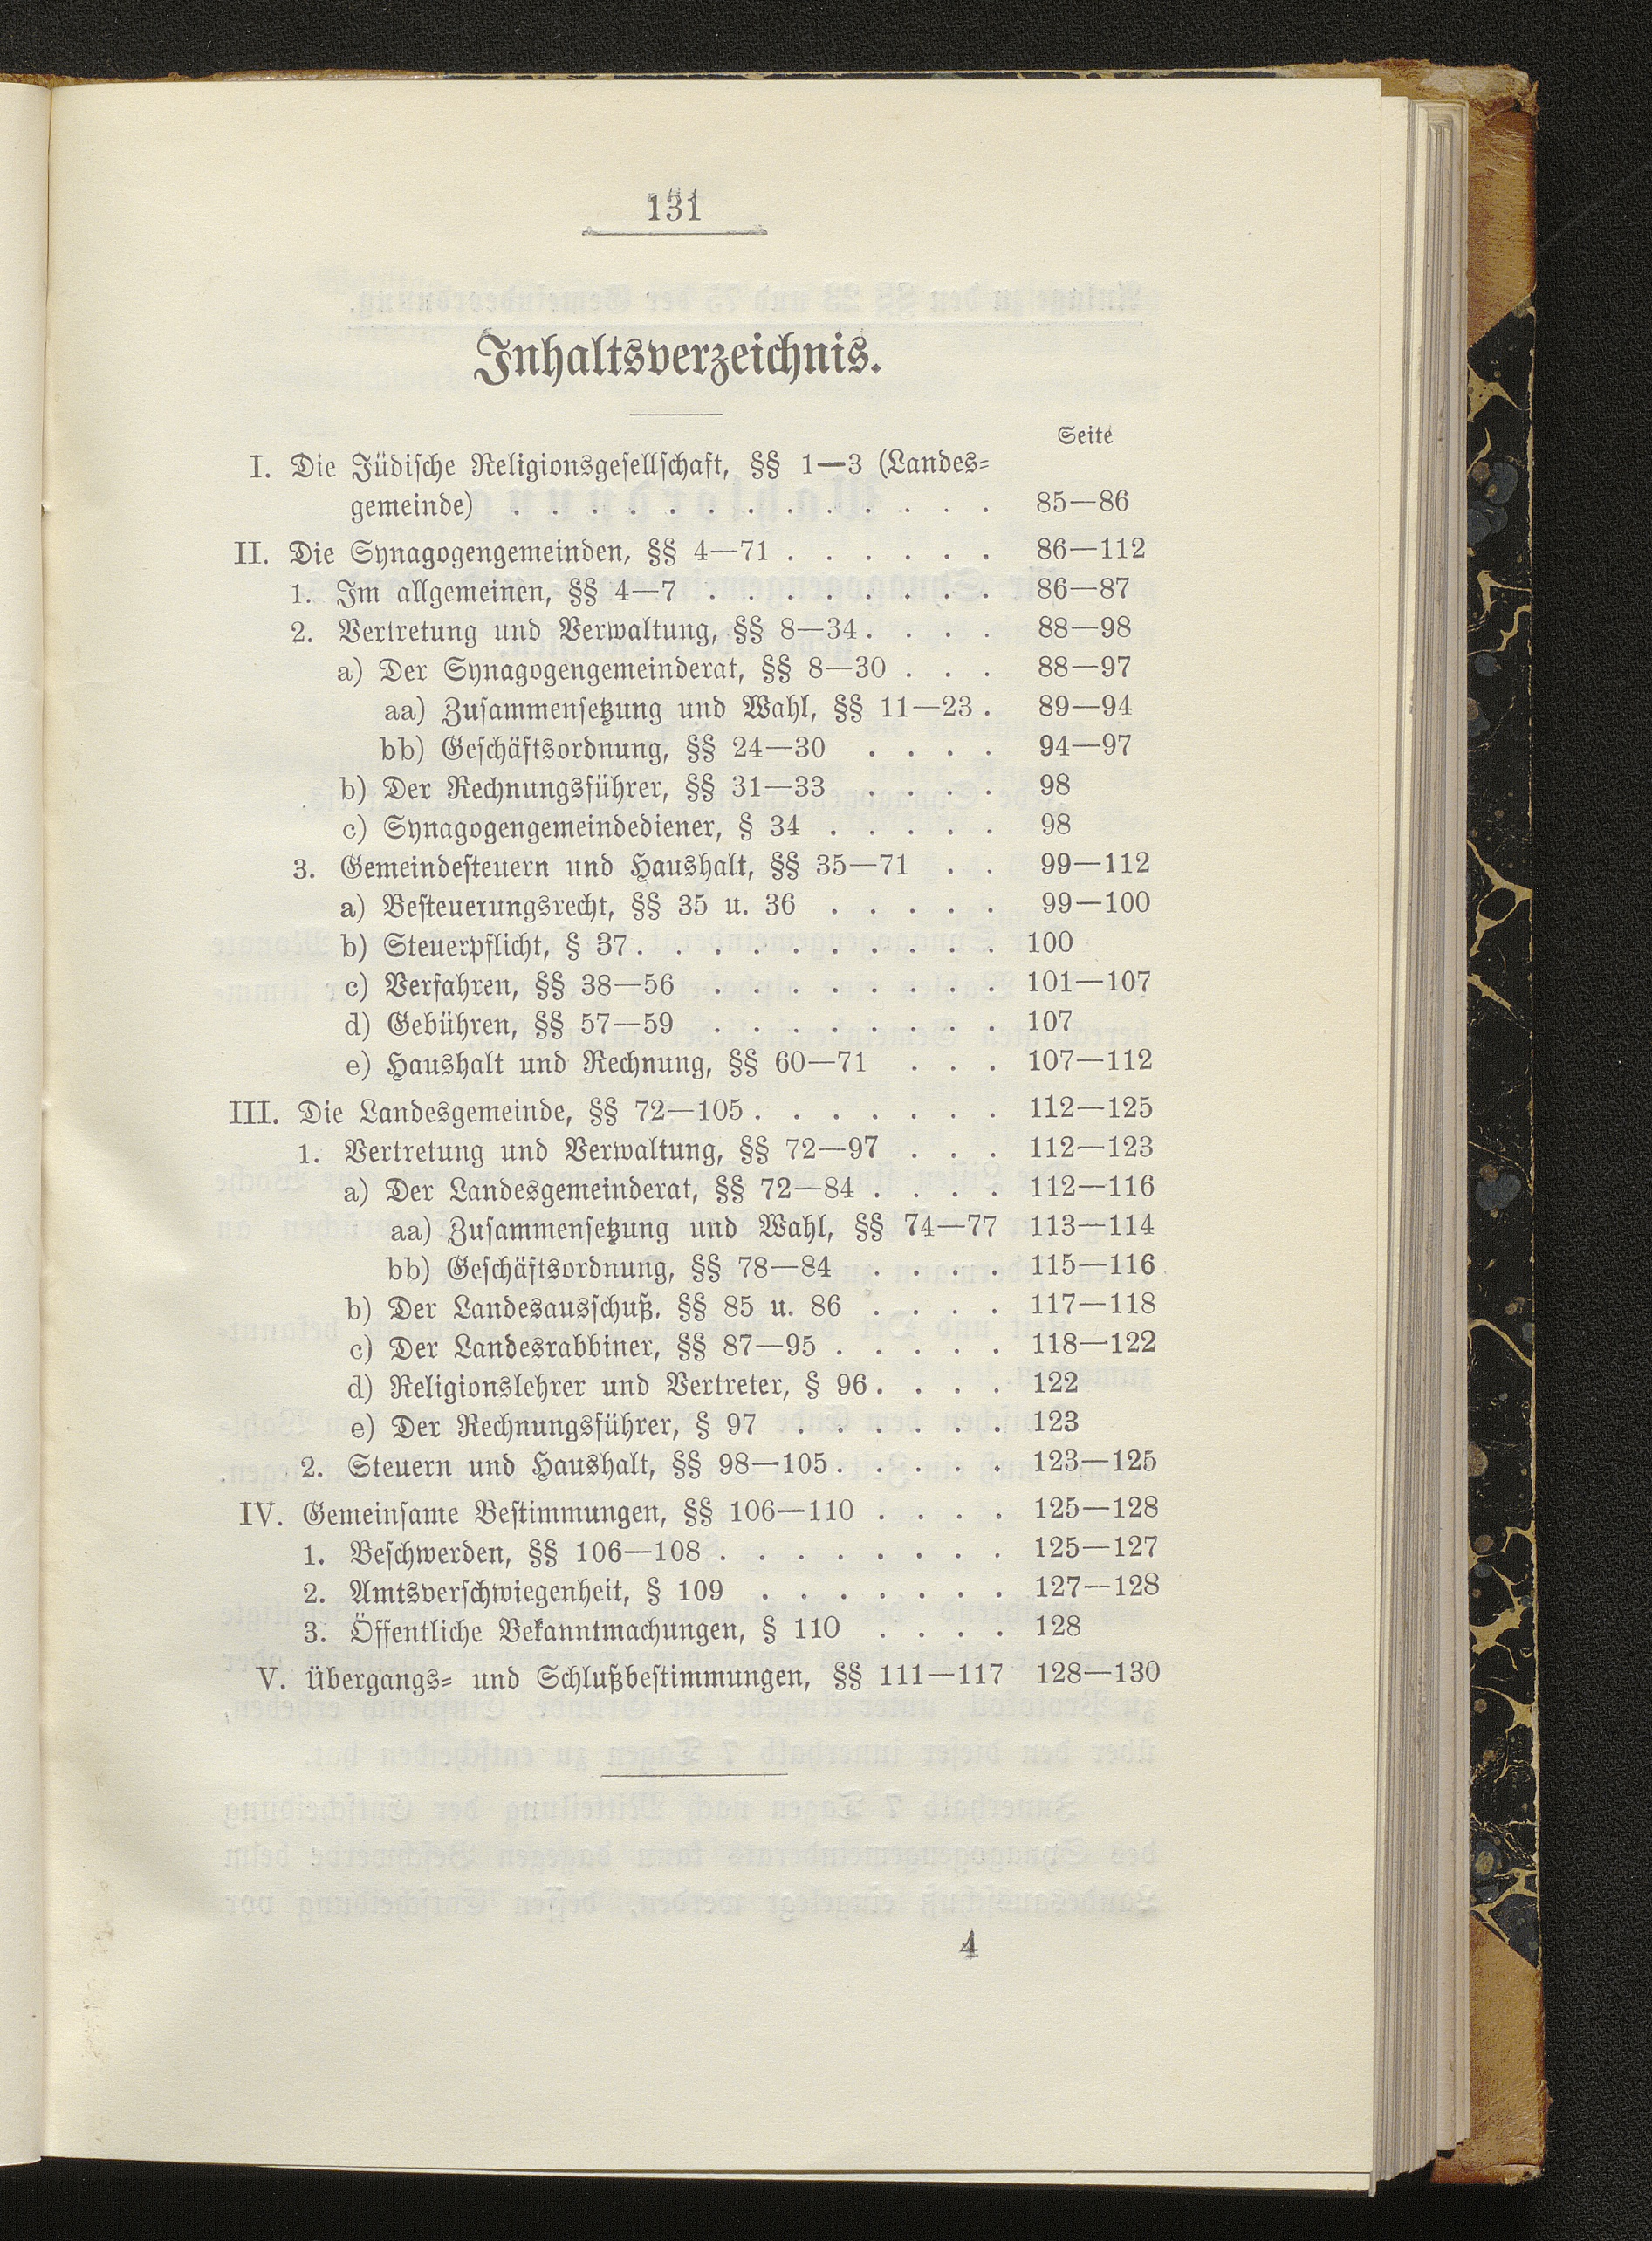 131
Inhaltsverzeichnis.
Seite
I. Die Jüdische Religionsgesellschaft, §§ 1—3 (Landes-
gemeinde) . . . . . . . . . . . . . 85—86
II. Die Synagogengemeinden, §§ 4—71 . . . . . . 86—112
1. Im allgemeinen, §§ 4—7 . . . . . . . . 86—87
2. Vertretung und Verwaltung, §§ 8—34 . . . . 88—98
a) Der Synagogengemeinderat, §§ 8—30 . . . 88—97
aa) Zusammensetzung und Wahl, §§ 11—23 . 89—94
bb) Geschäftsordnung, §§ 24—30 . . . . 94—97
b) Der Rechnungsführer, §§ 31—33 . . . . 98
c) Synagogengemeindediener, § 34 . . . . . 98
3. Gemeindesteuern und Haushalt, §§ 35—71 . . 99—112
a) Besteuerungsrecht, §§ 35 u. 36 . . . . . 99—100
b) Steuerpflicht, § 37 . . . . . . . . . . 100
c) Verfahren, §§ 38—56 . . . . . . . . 101—107
d) Gebühren, §§ 57—59 . . . . . . . . 107
e) Haushalt und Rechnung, §§ 60—71 . . . 107—112
III. Die Landesgemeinde, §§ 72—105 . . . . . . . 112—125
1. Vertretung und Verwaltung, §§ 72—97 . . . 112—123
a) Der Landesgemeinderat, §§ 72—84 . . . . 112—116
aa) Zusammensetzung und Wahl, §§ 74—77 113—114
bb) Geschäftsordnung, §§ 78—84 . . . . 115—116
b) Der Landesausschuß. §§ 85 u. 86 . . . . 117—118
c) Der Landesrabbiner, §§ 87—95 . . . . . 118—122
d) Religionslehrer und Vertreter, § 96 . . . . 122
e) Der Rechnungsführer, § 97 . . . . . . 123
2. Steuern und Haushalt, §§ 98—105 . . . . . 123—125
IV. Gemeinsame Bestimmungen, §§ 106—110 . . . . 125—128
1. Beschwerden, §§ 106—108 . . . . . . . . 125—127
2. Amtsverschwiegenheit, § 109 . . . . . . . 127—128
3. Öffentliche Bekanntmachungen, § 110 . . . . 128
V. Übergangs- und Schlußbestimmungen, §§ 111—117 128—130
4